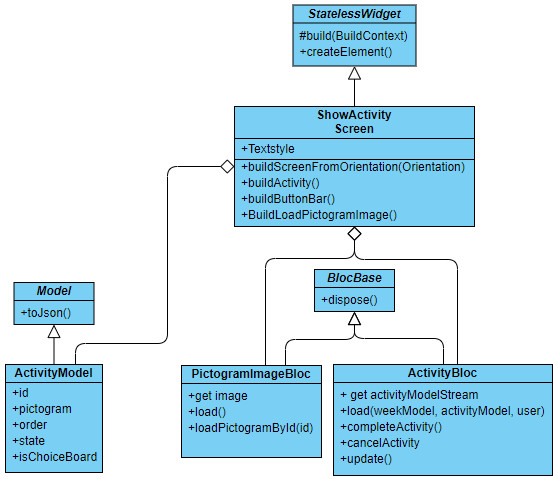 StatelessWidget
#build(BuildContext)
+createElement()
ShowActivity
Screen
+Textstyle
+buildScreenFromOrientation(Orientation)
+buildActivity()
+buildButtonBar()
+BuildLoadPictogramImage()
Model
+toJson()
BlocBase
+dispose()
ActivityModel
+id
+pictogram
+order
+state
+isChoiceBoard
PictogramImageBloc
+get image
+load()
+loadPictogramById(id)
ActivityBloc
+ get activityModelStream
+load(weekModel, activityModel, user)
+completeActivity()
+cancelActivity
+update()